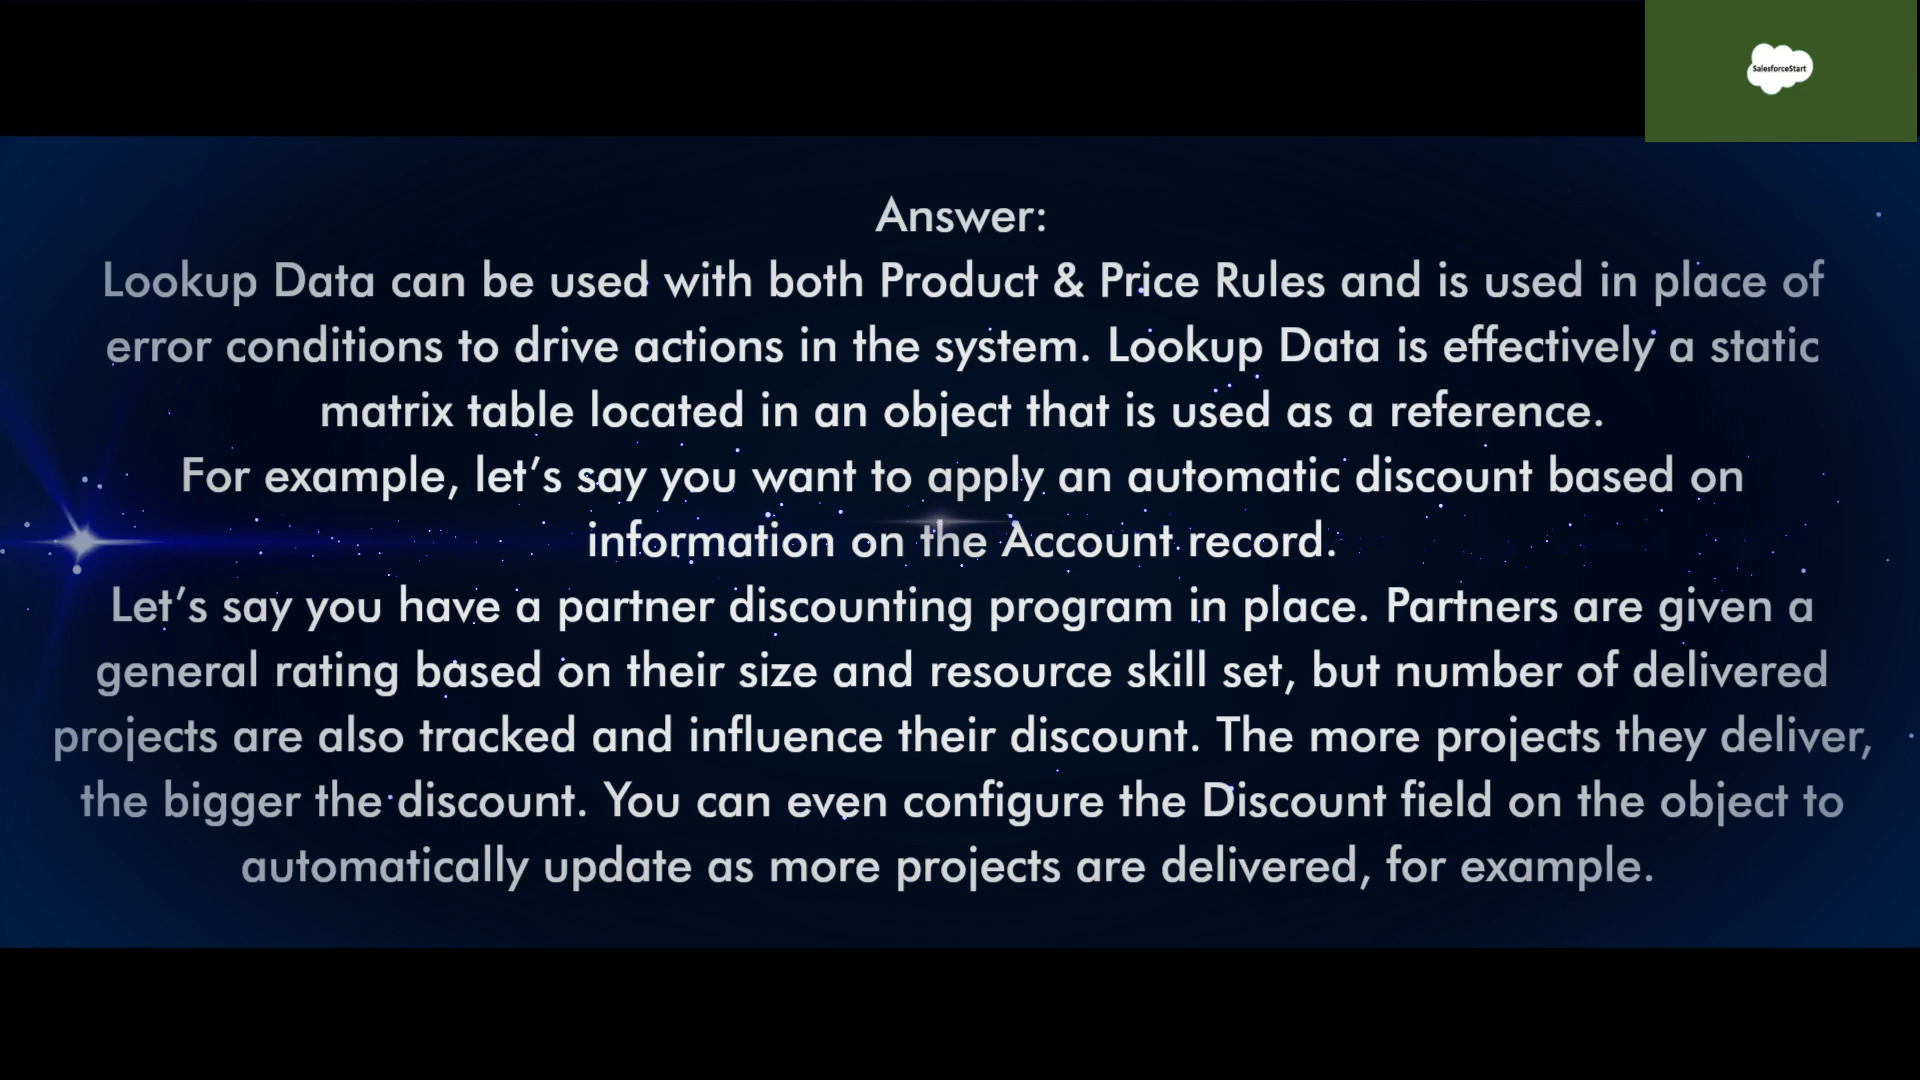 SalesforceStart
Answer:
Lookup Data can be used with both Product & Price Rules and is used in place of
error conditions to drive actions in the system. Lookup Data is effectively a static
matrix table located in an object that is used as a reference.
For example, let’s say you want to apply an automatic discount based on
information on the Account record.
Let’s say you have a partner discounting program in place. Partners are given a
general rating based on their size and resource skill set, but number of delivered
projects are also tracked and influence their discount. The more projects they deliver,
the bigger the discount. You can even configure the Discount field on the object to
automatically update as more projects are delivered, for example.